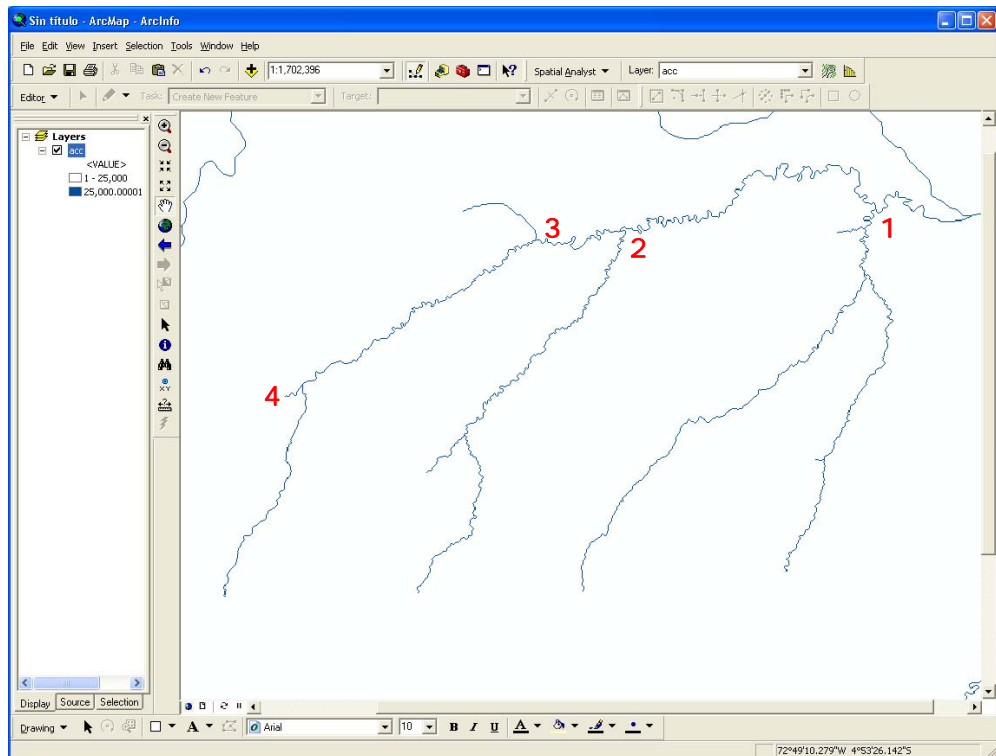 Sin título - ArcMap - ArcInfo
File Edit View Insert Selection Tools Window Help
1:1,702,396 Spatial Analyst Layer: acc
Editor Task: Create New Feature Target:
Layers
acc
<VALUE>
1 - 25,000
25,000.00001
1
3
2
4
Display Source Selection
Drawing A Arial 10 B I U A
72°49'10.279"W 4°53'26.142"S